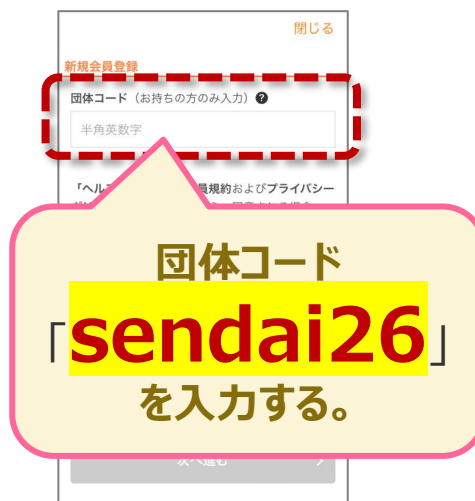 閉じる
新規会員登録
団体コード（お持ちの方のみ入力）?
半角英数字
「ヘル
員規約およびプライバシー
団体コード
「sendai26」
を入力する。
次へ進む